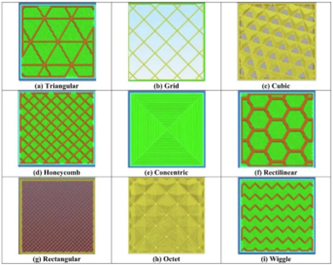 (a) Triangular (b) Grid (c) Cubic
(d) Honeycomb (e) Concentric (f) Rectilinear
(g) Rectangular (h) Octet (i) Wiggle